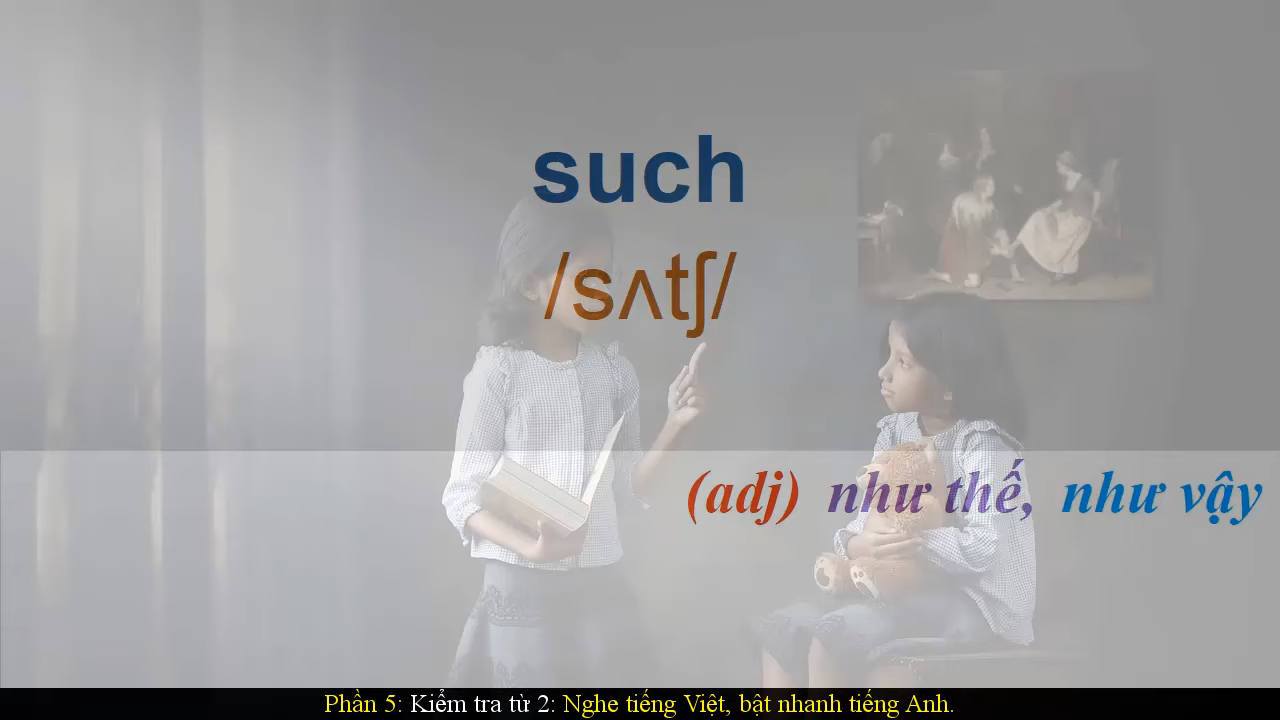 such
/sʌtʃ/
(adj) như thế, như vậy
Phần 5: Kiểm tra từ 2: Nghe tiếng Việt, bật nhanh tiếng Anh.